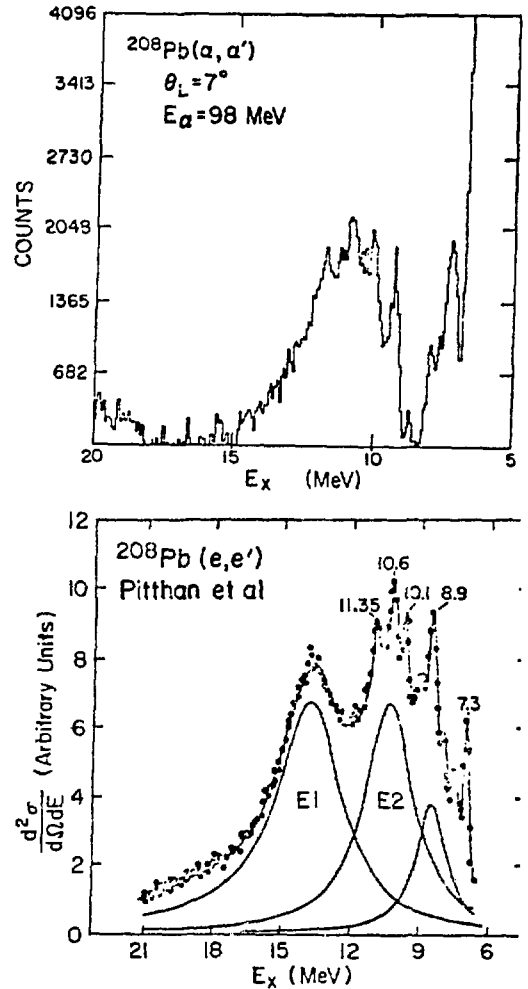 4096
3413
2730
2048
1365
682
COUNTS
²⁰⁸Pb(α, α')
θL = 7°
Eα = 98 MeV
20 15 10 5
Ex (MeV)
12
10
8
6
4
2
0
d²σ/dΩdE (Arbitrary Units)
²⁰⁸Pb (e,e')
Pitthan et al
10.6
11.35 10.1 8.9
7.3
E1 E2
21 18 15 12 9 6
Ex (MeV)